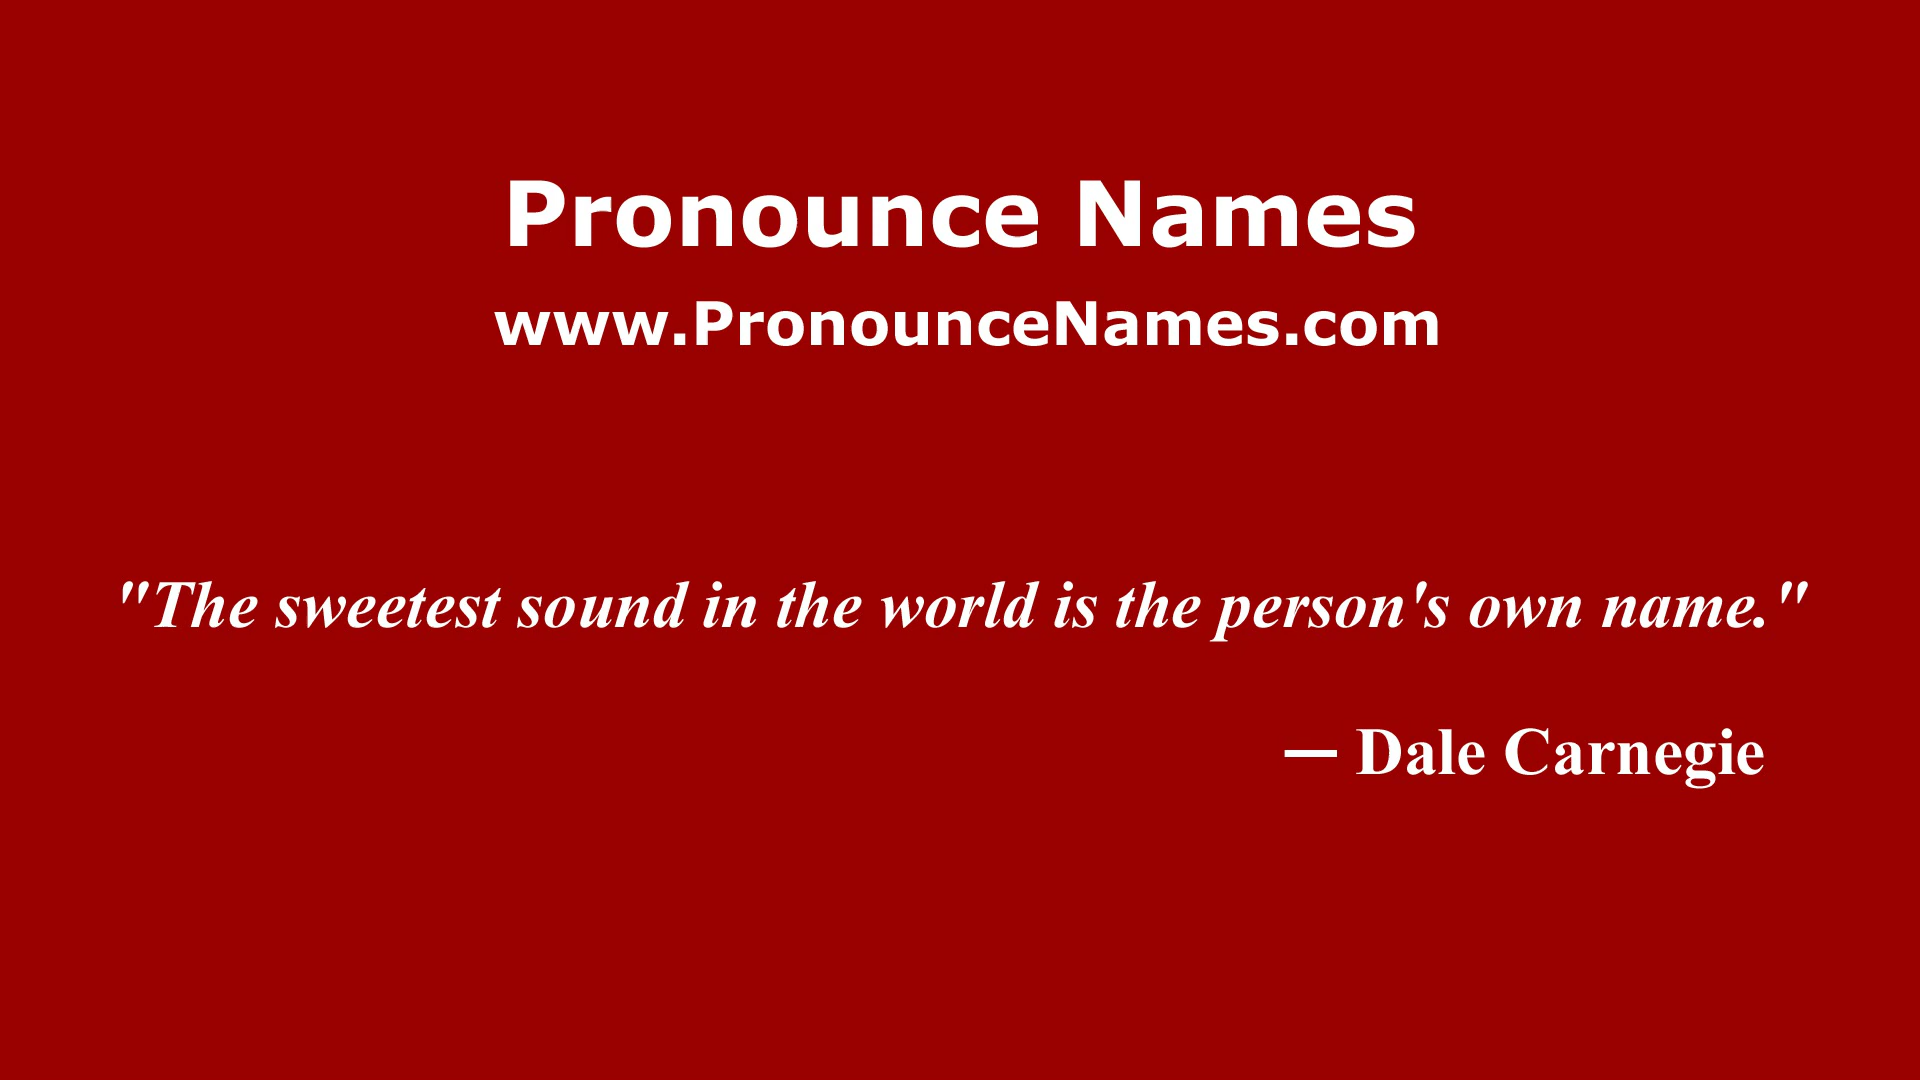 Pronounce Names
www.PronounceNames.com
"The sweetest sound in the world is the person's own name."
— Dale Carnegie